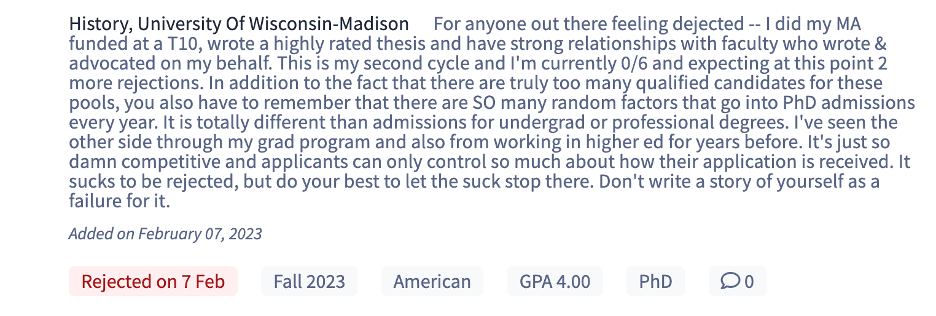 History, University Of Wisconsin-Madison For anyone out there feeling dejected -- I did my MA
funded at a T10, wrote a highly rated thesis and have strong relationships with faculty who wrote &
advocated on my behalf. This is my second cycle and I'm currently 0/6 and expecting at this point 2
more rejections. In addition to the fact that there are truly too many qualified candidates for these
pools, you also have to remember that there are SO many random factors that go into PhD admissions
every year. It is totally different than admissions for undergrad or professional degrees. I've seen the
other side through my grad program and also from working in higher ed for years before. It's just so
damn competitive and applicants can only control so much about how their application is received. It
sucks to be rejected, but do your best to let the suck stop there. Don't write a story of yourself as a
failure for it.
Added on February 07, 2023
Rejected on 7 Feb Fall 2023 American GPA 4.00 PhD 0